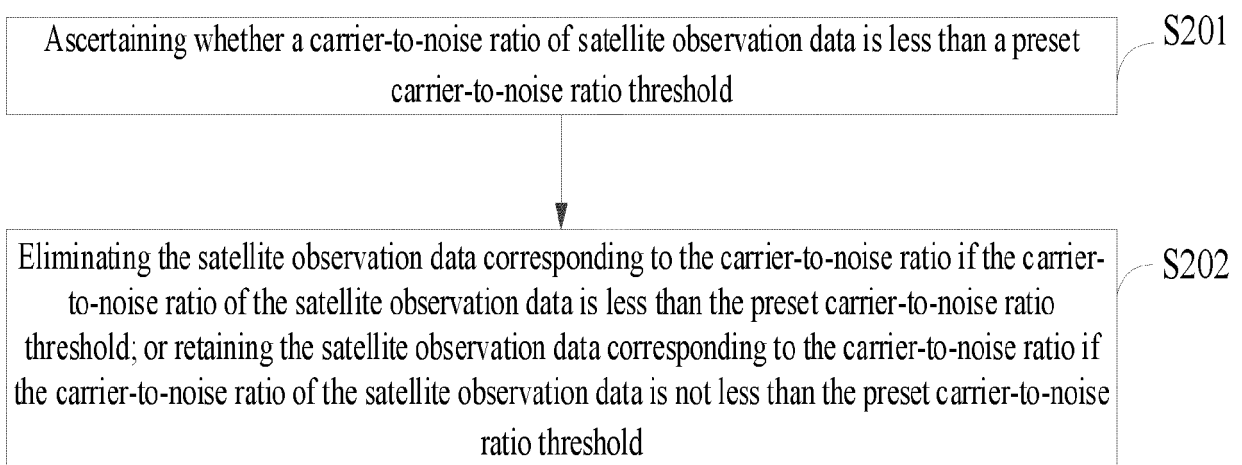 Ascertaining whether a carrier-to-noise ratio of satellite observation data is less than a preset
carrier-to-noise ratio threshold
S201
Eliminating the satellite observation data corresponding to the carrier-to-noise ratio if the carrier-
to-noise ratio of the satellite observation data is less than the preset carrier-to-noise ratio
threshold; or retaining the satellite observation data corresponding to the carrier-to-noise ratio if
the carrier-to-noise ratio of the satellite observation data is not less than the preset carrier-to-noise
ratio threshold
S202